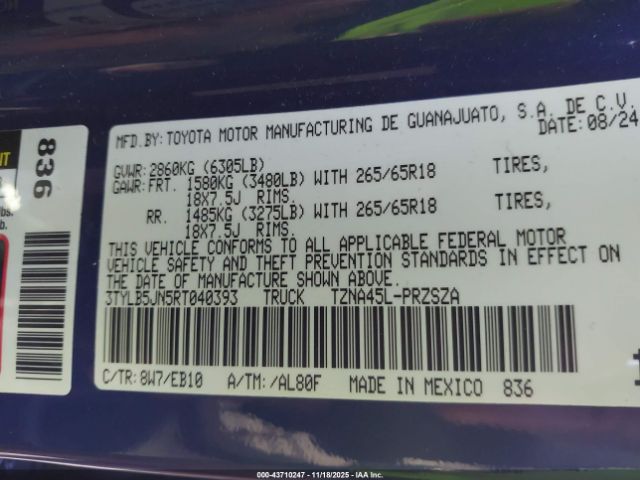 MFD.BY:TOYOTA MOTOR MANUFACTURING DE GUANAJUATO, S.A. DE C.V.
DATE:08/24
GVWR:2860KG (6305LB)
GAWR:FRT. 1580KG (3480LB) WITH 265/65R18 TIRES,
18X7.5J RIMS.
RR. 1485KG (3275LB) WITH 265/65R18 TIRES,
18X7.5J RIMS.
THIS VEHICLE CONFORMS TO ALL APPLICABLE FEDERAL MOTOR
VEHICLE SAFETY AND THEFT PREVENTION STANDARDS IN EFFECT ON
THE DATE OF MANUFACTURE SHOWN ABOVE.
3TYLB5JN5RT040393 TRUCK TZNA45L-PRZSZA
C/TR:8W7/EB10 A/TM:/AL80F MADE IN MEXICO 836
836
000-43710247 - 11/18/2025 - IAA Inc.